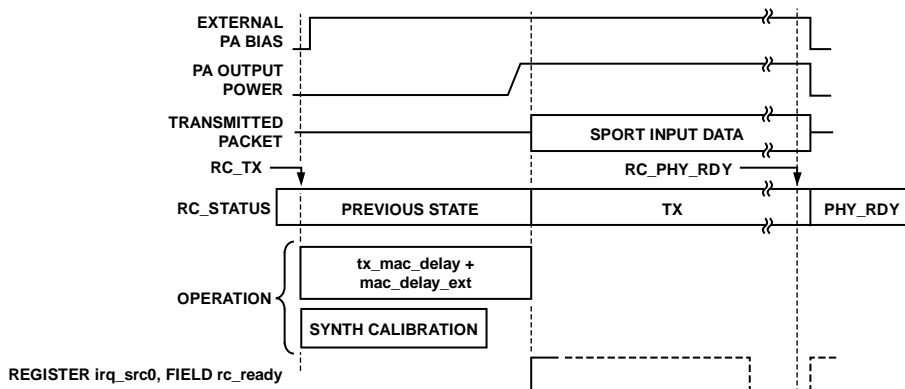 EXTERNAL
PA BIAS
PA OUTPUT
POWER
TRANSMITTED
PACKET
SPORT INPUT DATA
RC_TX
RC_PHY_RDY
RC_STATUS
PREVIOUS STATE
TX
PHY_RDY
OPERATION
tx_mac_delay +
mac_delay_ext
SYNTH CALIBRATION
REGISTER irq_src0, FIELD rc_ready